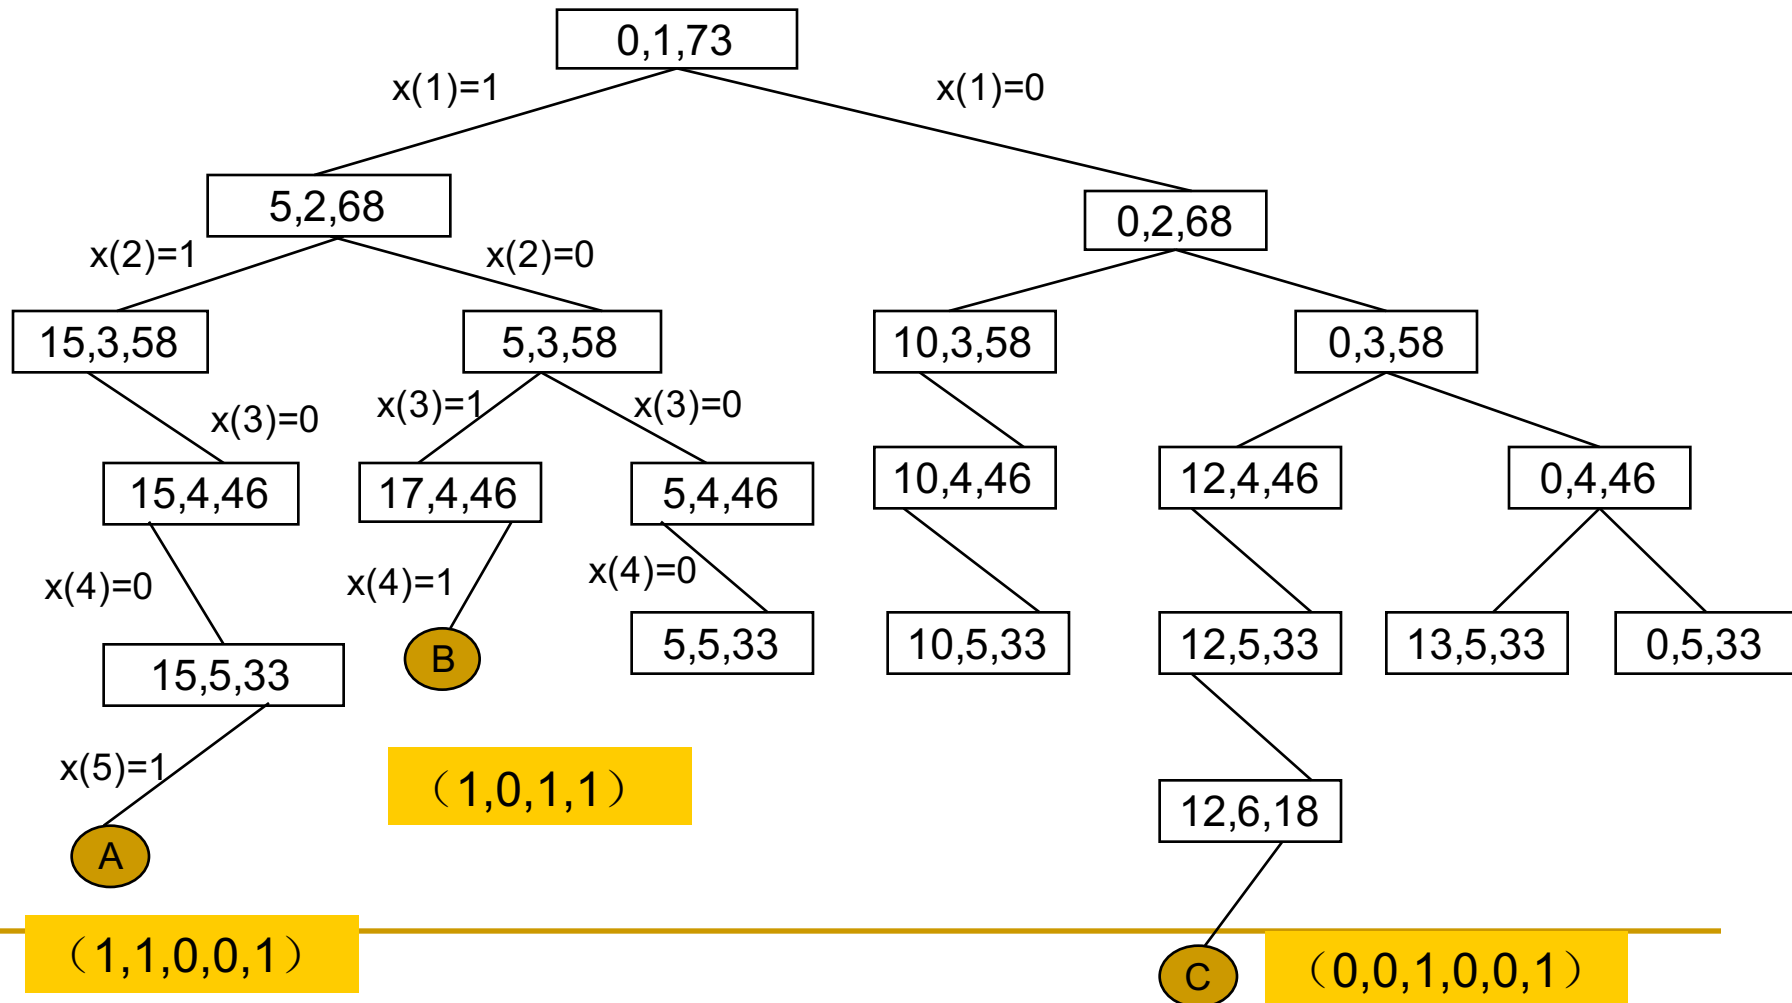 0,1,73
x(1)=1
x(1)=0
5,2,68
0,2,68
x(2)=1
x(2)=0
15,3,58
5,3,58
10,3,58
0,3,58
x(3)=0
x(3)=1
x(3)=0
15,4,46
17,4,46
5,4,46
10,4,46
12,4,46
0,4,46
x(4)=0
x(4)=1
x(4)=0
15,5,33
B
5,5,33
10,5,33
12,5,33
13,5,33
0,5,33
x(5)=1
（1,0,1,1）
12,6,18
A
（1,1,0,0,1）
C
（0,0,1,0,0,1）